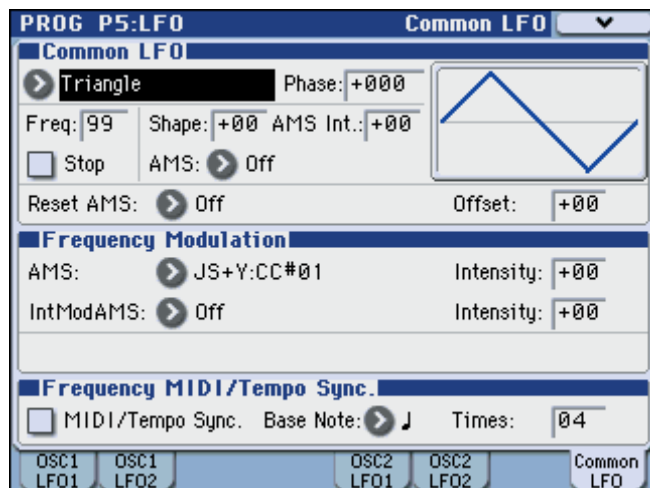 PROG P5:LFO Common LFO
Common LFO
Triangle Phase: +000
Freq: 99 Shape: +00 AMS Int.: +00
Stop AMS: Off
Reset AMS: Off Offset: +00
Frequency Modulation
AMS: JS+Y:CC#01 Intensity: +00
IntModAMS: Off Intensity: +00
Frequency MIDI/Tempo Sync.
MIDI/Tempo Sync. Base Note: ♩ Times: 04
OSC1 LFO1 OSC1 LFO2 OSC2 LFO1 OSC2 LFO2 Common LFO